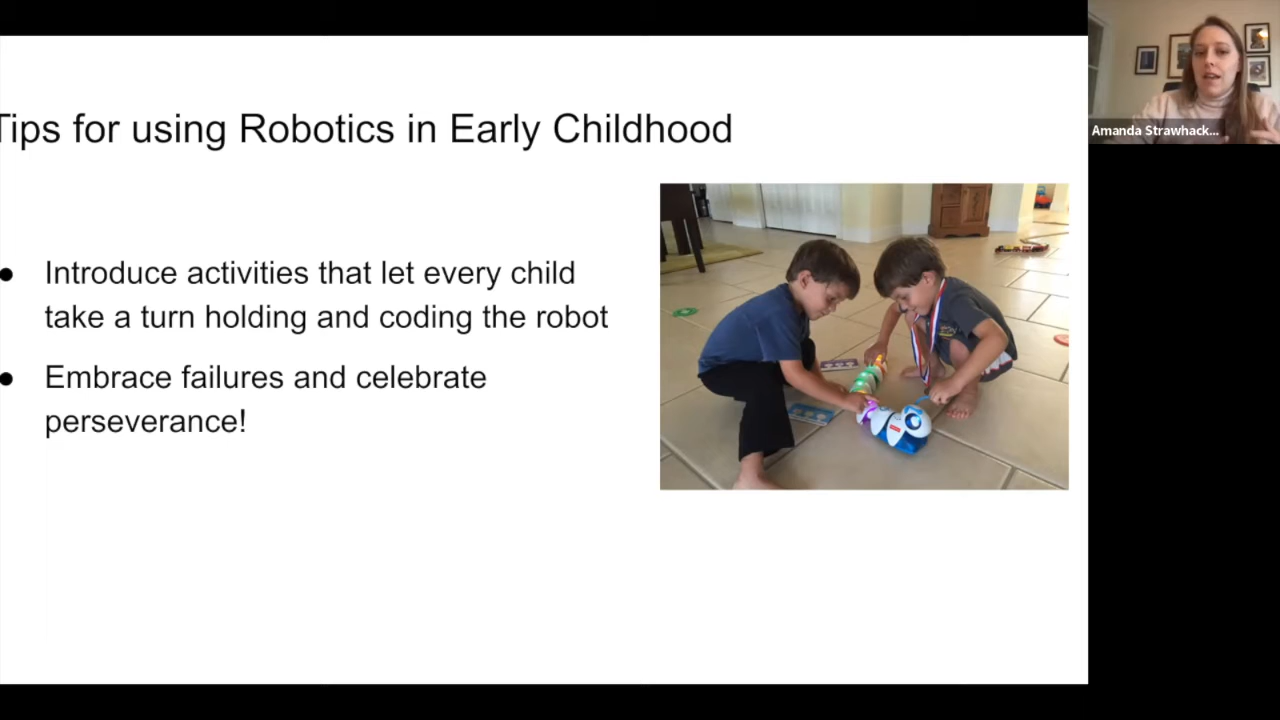 Tips for using Robotics in Early Childhood
Amanda Strawhack...
● Introduce activities that let every child
take a turn holding and coding the robot
● Embrace failures and celebrate
perseverance!